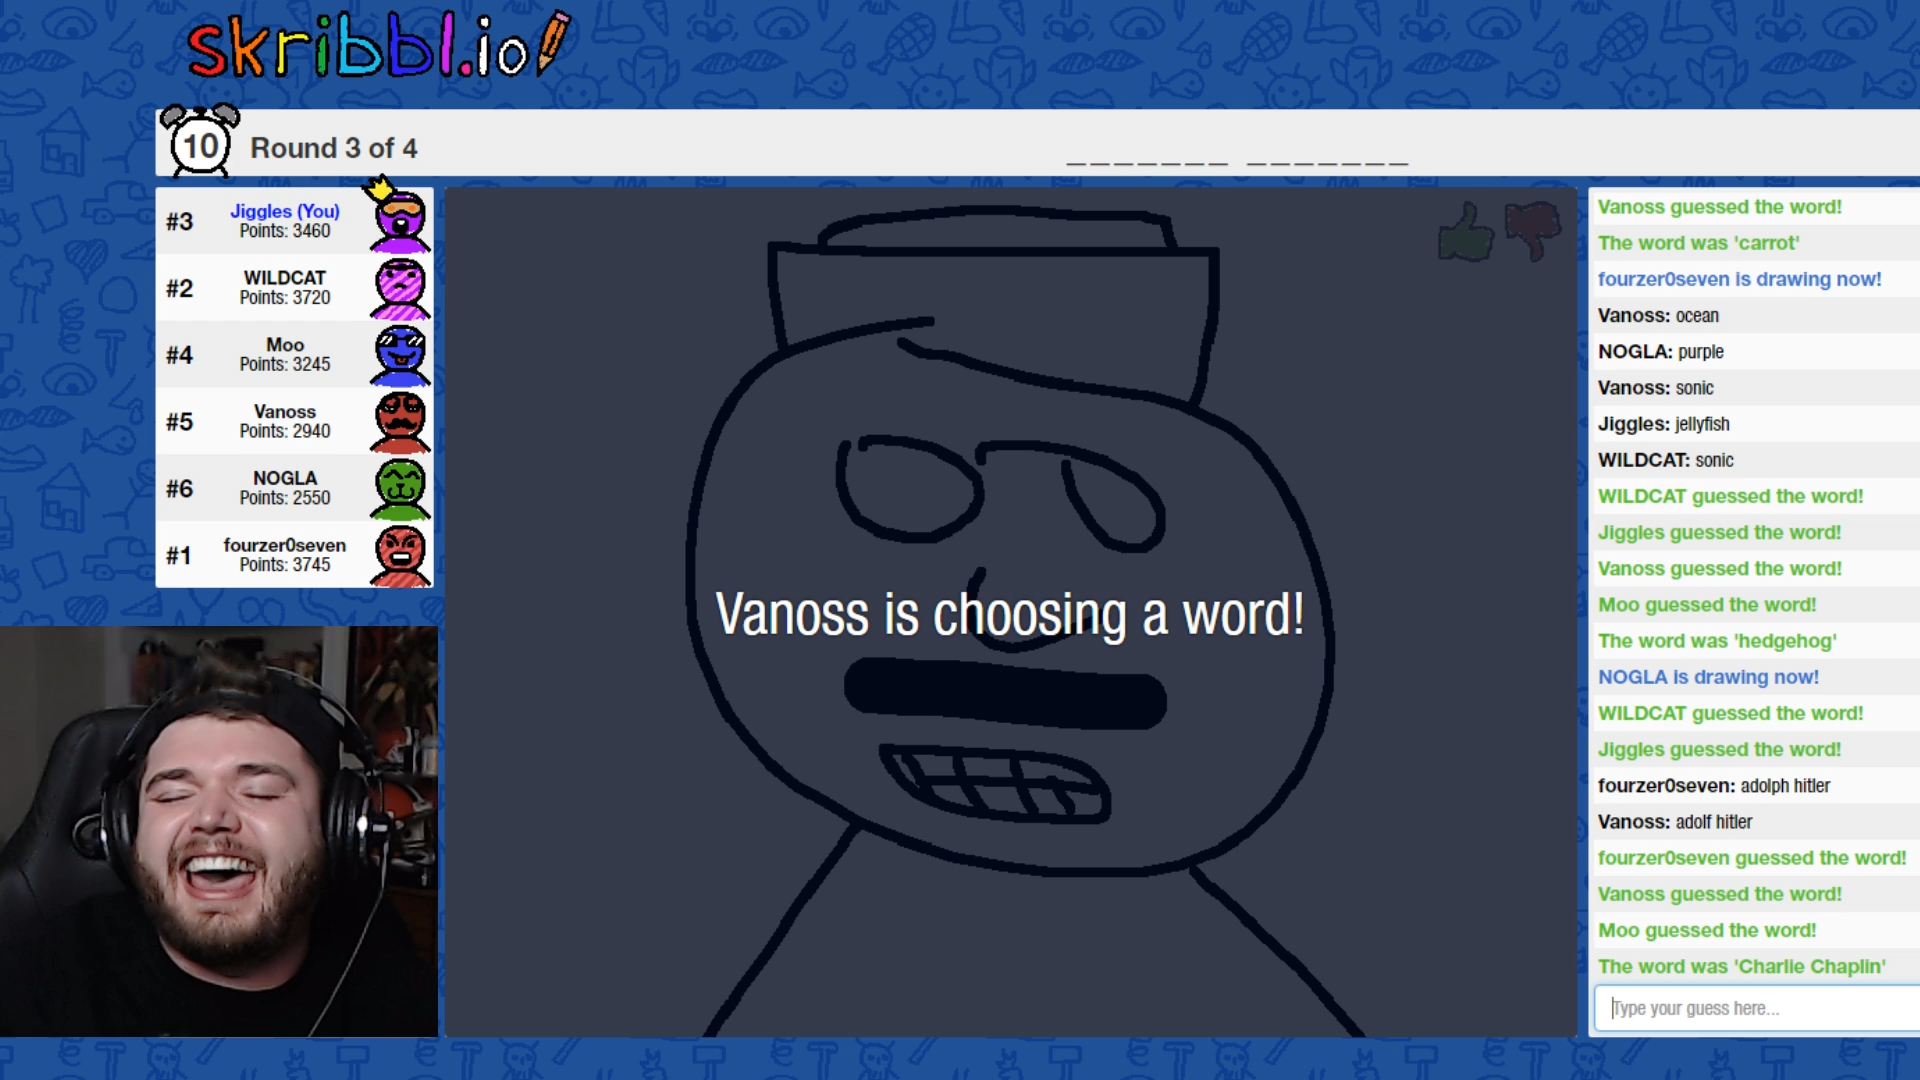 skribbl.io
10
Round 3 of 4
_______ _______
#3 Jiggles (You)
Points: 3460
#2 WILDCAT
Points: 3720
#4 Moo
Points: 3245
#5 Vanoss
Points: 2940
#6 NOGLA
Points: 2550
#1 fourzer0seven
Points: 3745
Vanoss is choosing a word!
Vanoss guessed the word!
The word was 'carrot'
fourzer0seven is drawing now!
Vanoss: ocean
NOGLA: purple
Vanoss: sonic
Jiggles: jellyfish
WILDCAT: sonic
WILDCAT guessed the word!
Jiggles guessed the word!
Vanoss guessed the word!
Moo guessed the word!
The word was 'hedgehog'
NOGLA is drawing now!
WILDCAT guessed the word!
Jiggles guessed the word!
fourzer0seven: adolph hitler
Vanoss: adolf hitler
fourzer0seven guessed the word!
Vanoss guessed the word!
Moo guessed the word!
The word was 'Charlie Chaplin'
Type your guess here...